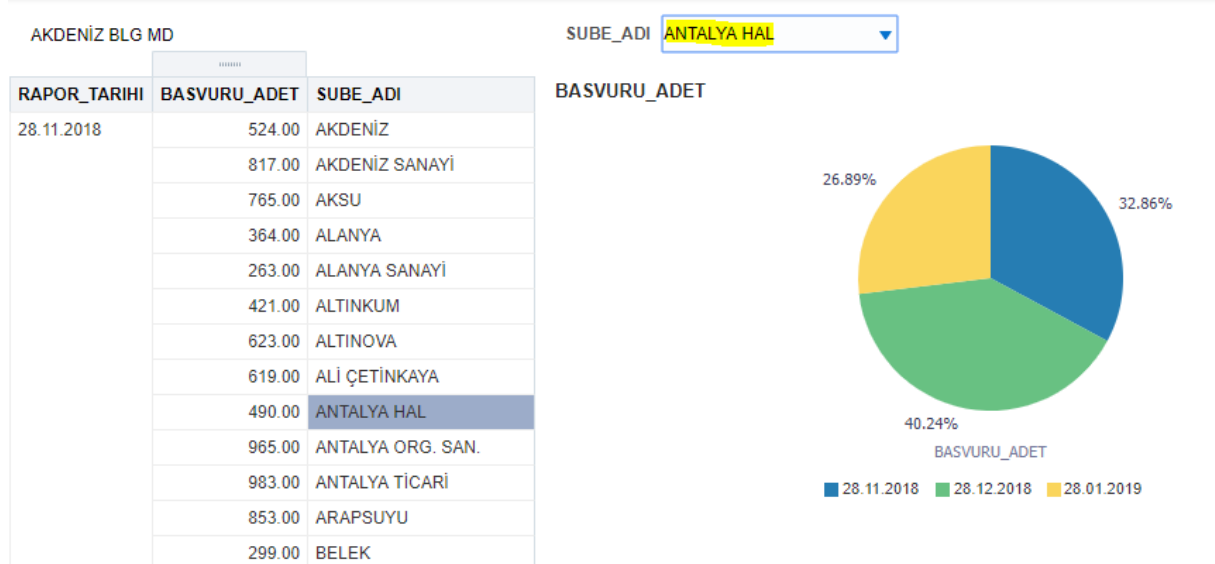 AKDENİZ BLG MD
RAPOR_TARIHI BASVURU_ADET SUBE_ADI
28.11.2018 524.00 AKDENİZ
817.00 AKDENİZ SANAYİ
765.00 AKSU
364.00 ALANYA
263.00 ALANYA SANAYİ
421.00 ALTINKUM
623.00 ALTINOVA
619.00 ALİ ÇETİNKAYA
490.00 ANTALYA HAL
965.00 ANTALYA ORG. SAN.
983.00 ANTALYA TİCARİ
853.00 ARAPSUYU
299.00 BELEK
SUBE_ADI ANTALYA HAL
BASVURU_ADET
26.89%
32.86%
40.24%
BASVURU_ADET
28.11.2018 28.12.2018 28.01.2019